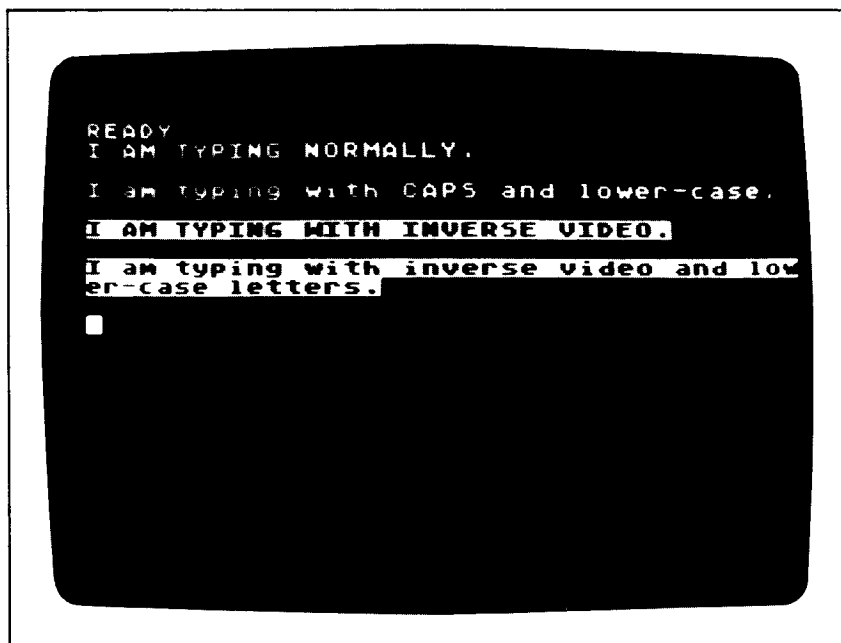 READY
I AM TYPING NORMALLY.
I am typing with CAPS and lower-case.
I AM TYPING WITH INVERSE VIDEO.
I am typing with inverse video and low
er-case letters.